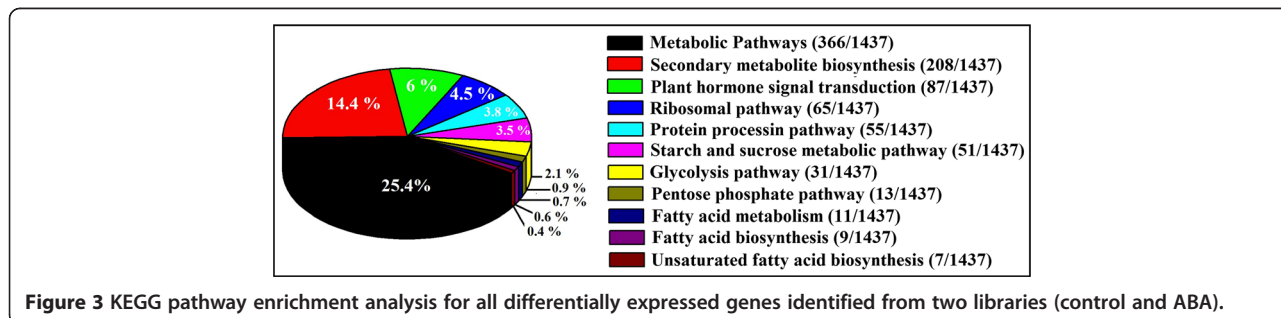 Metabolic Pathways (366/1437)
Secondary metabolite biosynthesis (208/1437)
Plant hormone signal transduction (87/1437)
Ribosomal pathway (65/1437)
Protein processin pathway (55/1437)
Starch and sucrose metabolic pathway (51/1437)
Glycolysis pathway (31/1437)
Pentose phosphate pathway (13/1437)
Fatty acid metabolism (11/1437)
Fatty acid biosynthesis (9/1437)
Unsaturated fatty acid biosynthesis (7/1437)
14.4 %
6 %
4.5 %
3.8 %
3.5 %
25.4%
2.1 %
0.9 %
0.7 %
0.6 %
0.4 %
Figure 3 KEGG pathway enrichment analysis for all differentially expressed genes identified from two libraries (control and ABA).